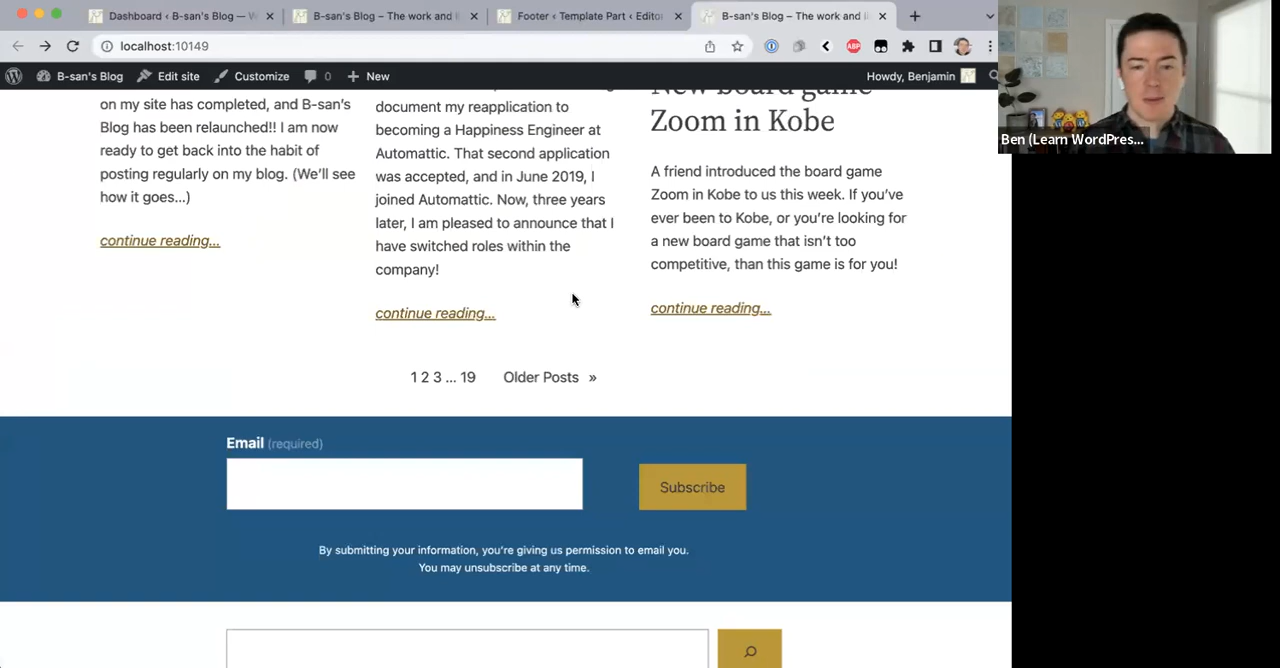 Dashboard ‹ B-san's Blog — W
B-san's Blog – The work and i
Footer ‹ Template Part ‹ Edito
B-san's Blog – The work and i
localhost:10149
ABP
B-san's Blog
Edit site
Customize
0
New
Howdy, Benjamin
on my site has completed, and B-san's
Blog has been relaunched!! I am now
ready to get back into the habit of
posting regularly on my blog. (We'll see
how it goes...)
continue reading...
document my reapplication to
becoming a Happiness Engineer at
Automattic. That second application
was accepted, and in June 2019, I
joined Automattic. Now, three years
later, I am pleased to announce that I
have switched roles within the
company!
continue reading...
New board game
Zoom in Kobe
A friend introduced the board game
Zoom in Kobe to us this week. If you've
ever been to Kobe, or you're looking for
a new board game that isn't too
competitive, than this game is for you!
continue reading...
1 2 3 … 19 Older Posts »
Email (required)
Subscribe
By submitting your information, you're giving us permission to email you.
You may unsubscribe at any time.
Ben (Learn WordPres...